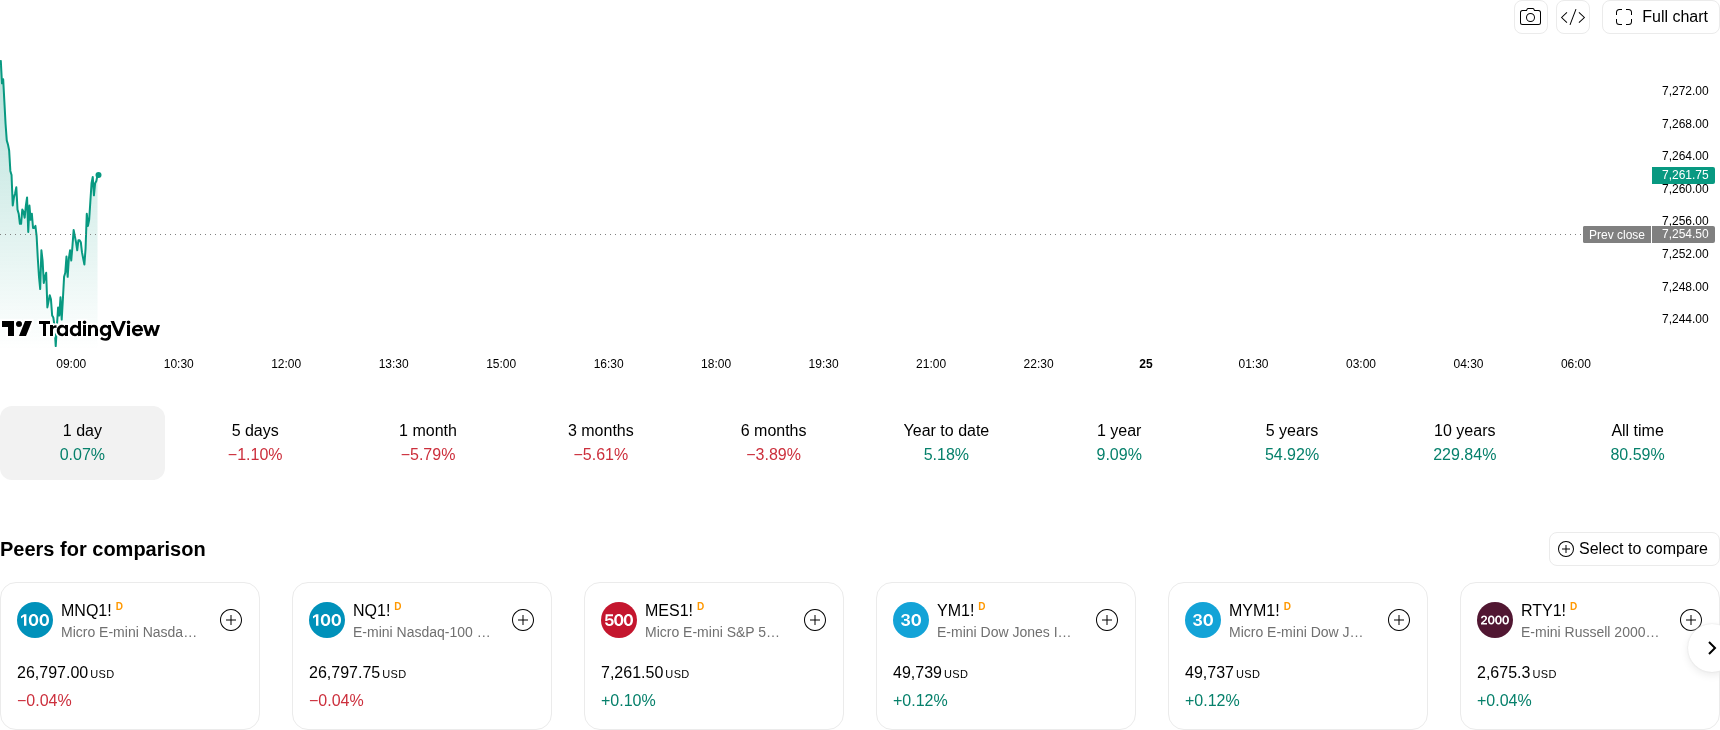 Full chart
7,272.00
7,268.00
7,264.00
7,261.75
7,260.00
7,256.00
Prev close 7,254.50
7,252.00
7,248.00
7,244.00
TradingView
09:00 10:30 12:00 13:30 15:00 16:30 18:00 19:30 21:00 22:30 25 01:30 03:00 04:30 06:00
1 day 5 days 1 month 3 months 6 months Year to date 1 year 5 years 10 years All time
0.07% −1.10% −5.79% −5.61% −3.89% 5.18% 9.09% 54.92% 229.84% 80.59%
Peers for comparison
Select to compare
100 MNQ1! D
Micro E-mini Nasda…
26,797.00 USD
−0.04%
100 NQ1! D
E-mini Nasdaq-100 …
26,797.75 USD
−0.04%
500 MES1! D
Micro E-mini S&P 5…
7,261.50 USD
+0.10%
30 YM1! D
E-mini Dow Jones I…
49,739 USD
+0.12%
30 MYM1! D
Micro E-mini Dow J…
49,737 USD
+0.12%
2000 RTY1! D
E-mini Russell 2000…
2,675.3 USD
+0.04%